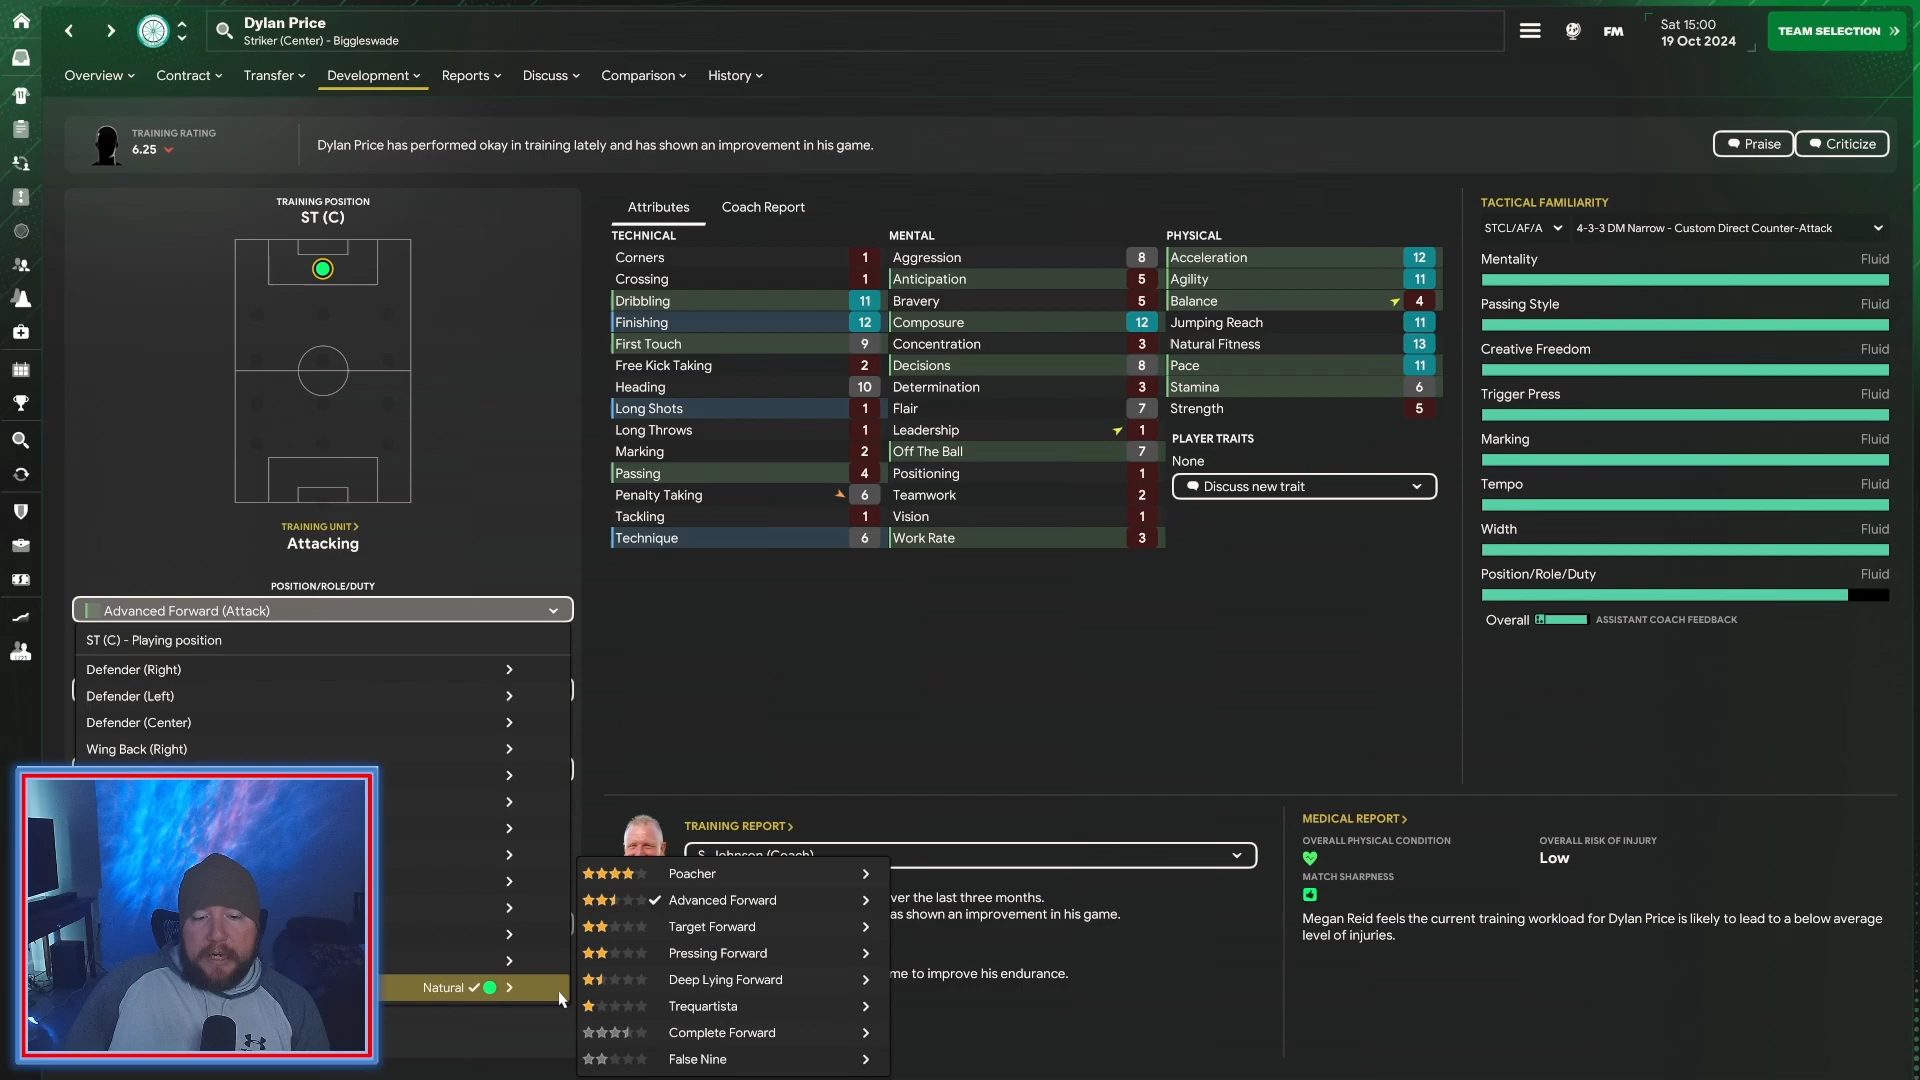 Dylan Price
Striker (Center) - Biggleswade
FM
Sat 15:00
19 Oct 2024
TEAM SELECTION
Overview
Contract
Transfer
Development
Reports
Discuss
Comparison
History
TRAINING RATING
6.25
Dylan Price has performed okay in training lately and has shown an improvement in his game.
Praise
Criticize
TRAINING POSITION
ST (C)
TRAINING UNIT
Attacking
POSITION/ROLE/DUTY
Advanced Forward (Attack)
ST (C) - Playing position
Defender (Right)
Defender (Left)
Defender (Center)
Wing Back (Right)
Natural
Attributes
Coach Report
TECHNICAL
Corners 1
Crossing 1
Dribbling 11
Finishing 12
First Touch 9
Free Kick Taking 2
Heading 10
Long Shots 1
Long Throws 1
Marking 2
Passing 4
Penalty Taking 6
Tackling 1
Technique 6
MENTAL
Aggression 8
Anticipation 5
Bravery 5
Composure 12
Concentration 3
Decisions 8
Determination 3
Flair 7
Leadership 1
Off The Ball 7
Positioning 1
Teamwork 2
Vision 1
Work Rate 3
PHYSICAL
Acceleration 12
Agility 11
Balance 4
Jumping Reach 11
Natural Fitness 13
Pace 11
Stamina 6
Strength 5
PLAYER TRAITS
None
Discuss new trait
TACTICAL FAMILIARITY
STCL/AF/A
4-3-3 DM Narrow - Custom Direct Counter-Attack
Mentality Fluid
Passing Style Fluid
Creative Freedom Fluid
Trigger Press Fluid
Marking Fluid
Tempo Fluid
Width Fluid
Position/Role/Duty Fluid
Overall
ASSISTANT COACH FEEDBACK
TRAINING REPORT
S. Johnson (Coach)
Poacher
Advanced Forward
Target Forward
Pressing Forward
Deep Lying Forward
Trequartista
Complete Forward
False Nine
ver the last three months.
as shown an improvement in his game.
me to improve his endurance.
MEDICAL REPORT
OVERALL PHYSICAL CONDITION
OVERALL RISK OF INJURY
Low
MATCH SHARPNESS
Megan Reid feels the current training workload for Dylan Price is likely to lead to a below average
level of injuries.